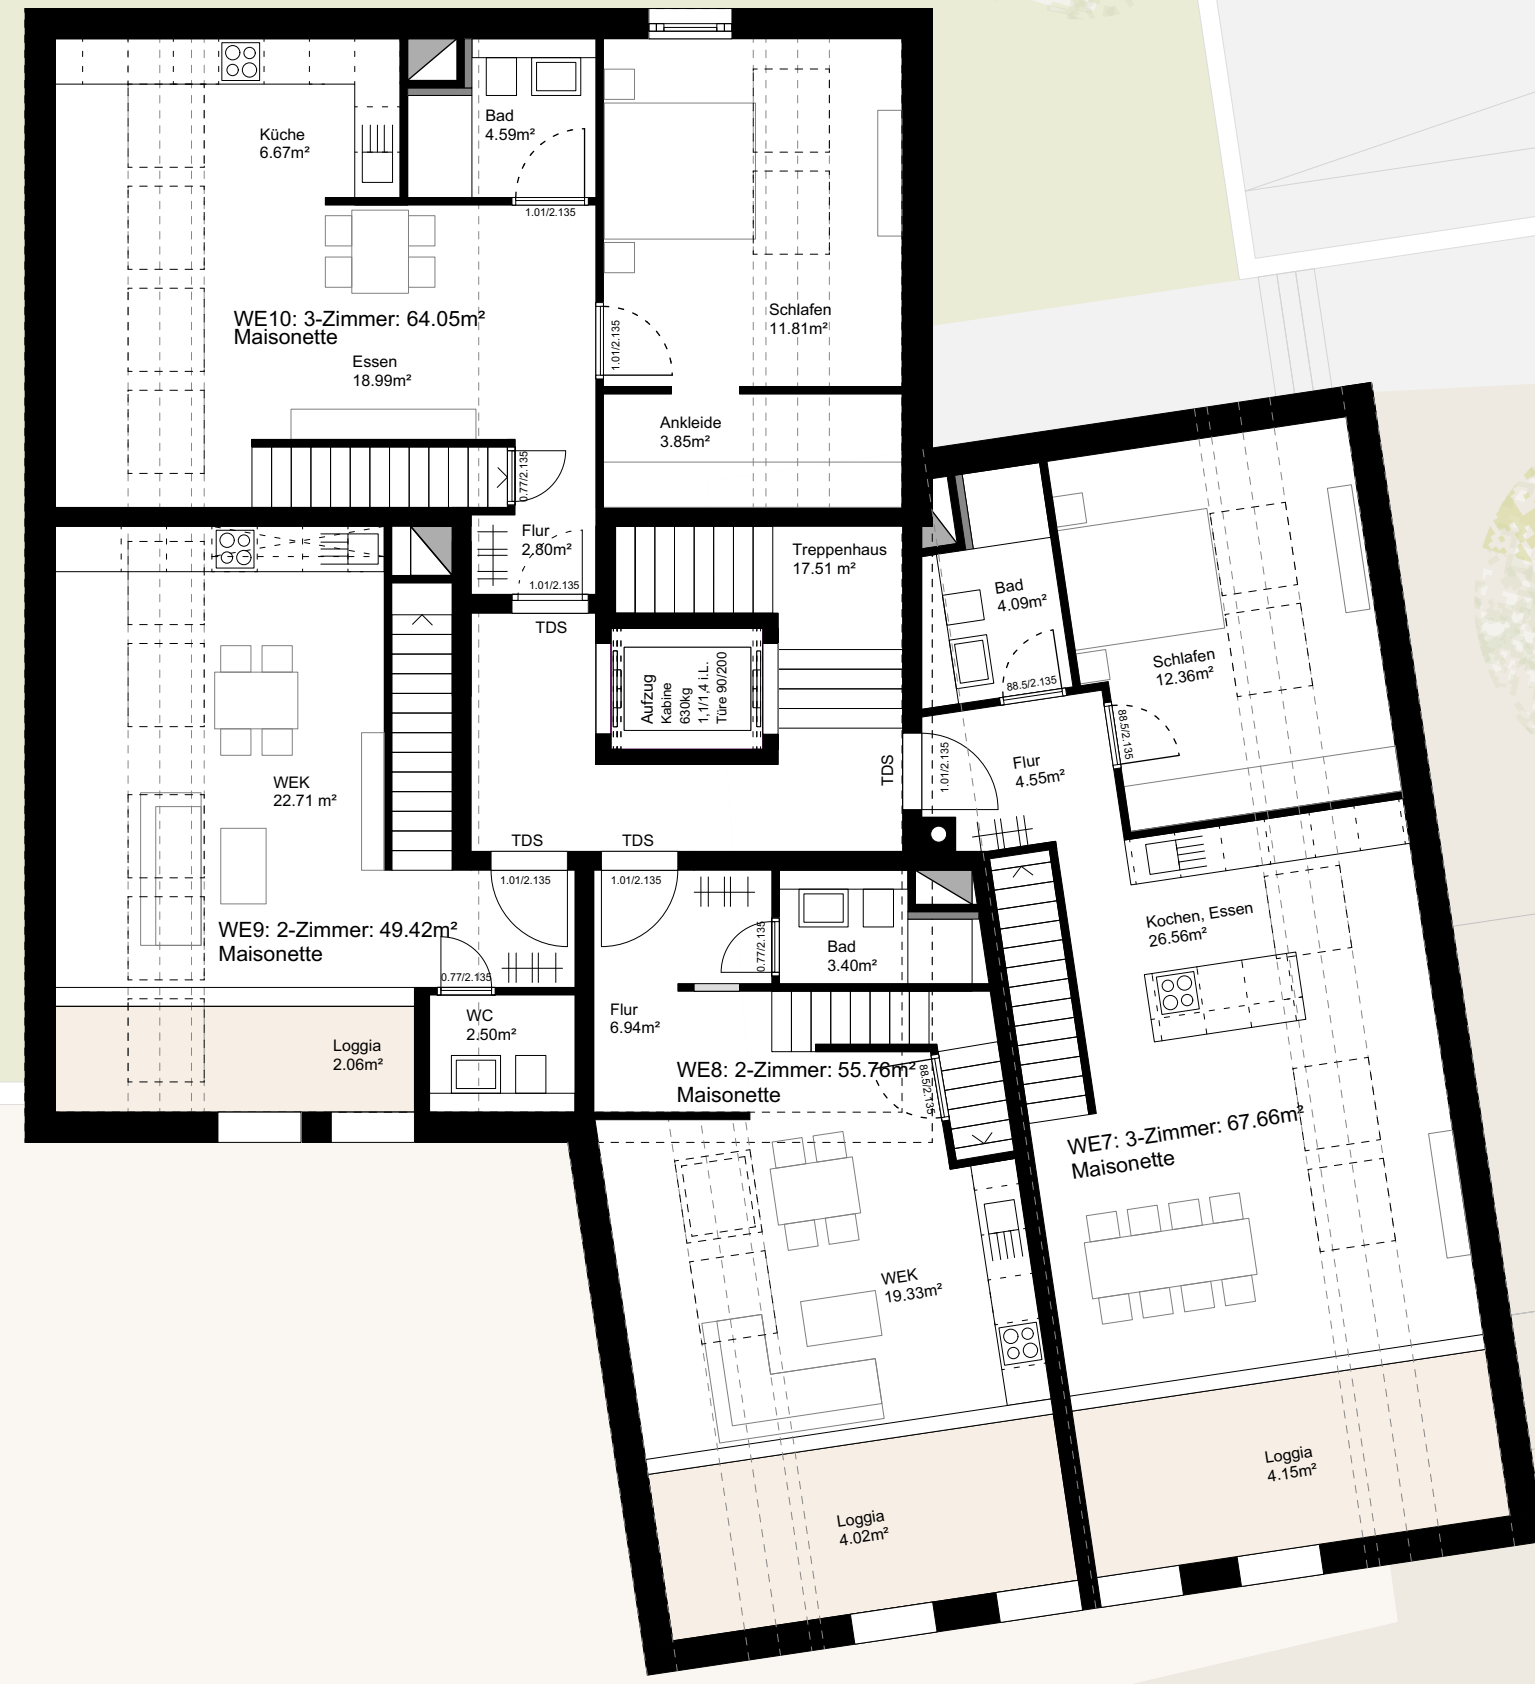 Küche
6.67m²
Bad
4.59m²
1.01/2.135
WE10: 3-Zimmer: 64.05m²
Maisonette
Essen
18.99m²
Schlafen
11.81m²
1.01/2.135
Ankleide
3.85m²
0.77/2.135
Flur
2.80m²
1.01/2.135
TDS
Treppenhaus
17.51 m²
Aufzug
Kabine
630kg
1,1/1,4 i.L.
Türe 90/200
Bad
4.09m²
88.5/2.135
Schlafen
12.36m²
88.5/2.135
TDS
1.01/2.135
Flur
4.55m²
WEK
22.71 m²
TDS
1.01/2.135
TDS
1.01/2.135
WE9: 2-Zimmer: 49.42m²
Maisonette
0.77/2.135
WC
2.50m²
Loggia
2.06m²
0.77/2.135
Bad
3.40m²
Flur
6.94m²
Kochen, Essen
26.56m²
WE8: 2-Zimmer: 55.76m²
Maisonette
88.5/2.135
WE7: 3-Zimmer: 67.66m²
Maisonette
WEK
19.33m²
Loggia
4.15m²
Loggia
4.02m²